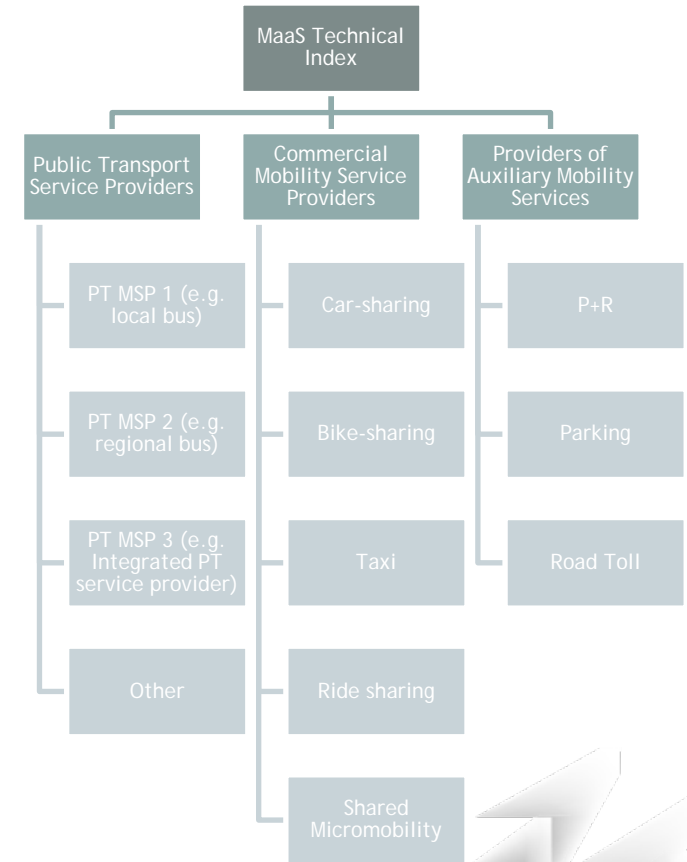 MaaS Technical
Index
Public Transport
Service Providers
Commercial
Mobility Service
Providers
Providers of
Auxiliary Mobility
Services
PT MSP 1 (e.g.
local bus)
PT MSP 2 (e.g.
regional bus)
PT MSP 3 (e.g.
Integrated PT
service provider)
Other
Car-sharing
Bike-sharing
Taxi
Ride sharing
Shared
Micromobility
P+R
Parking
Road Toll